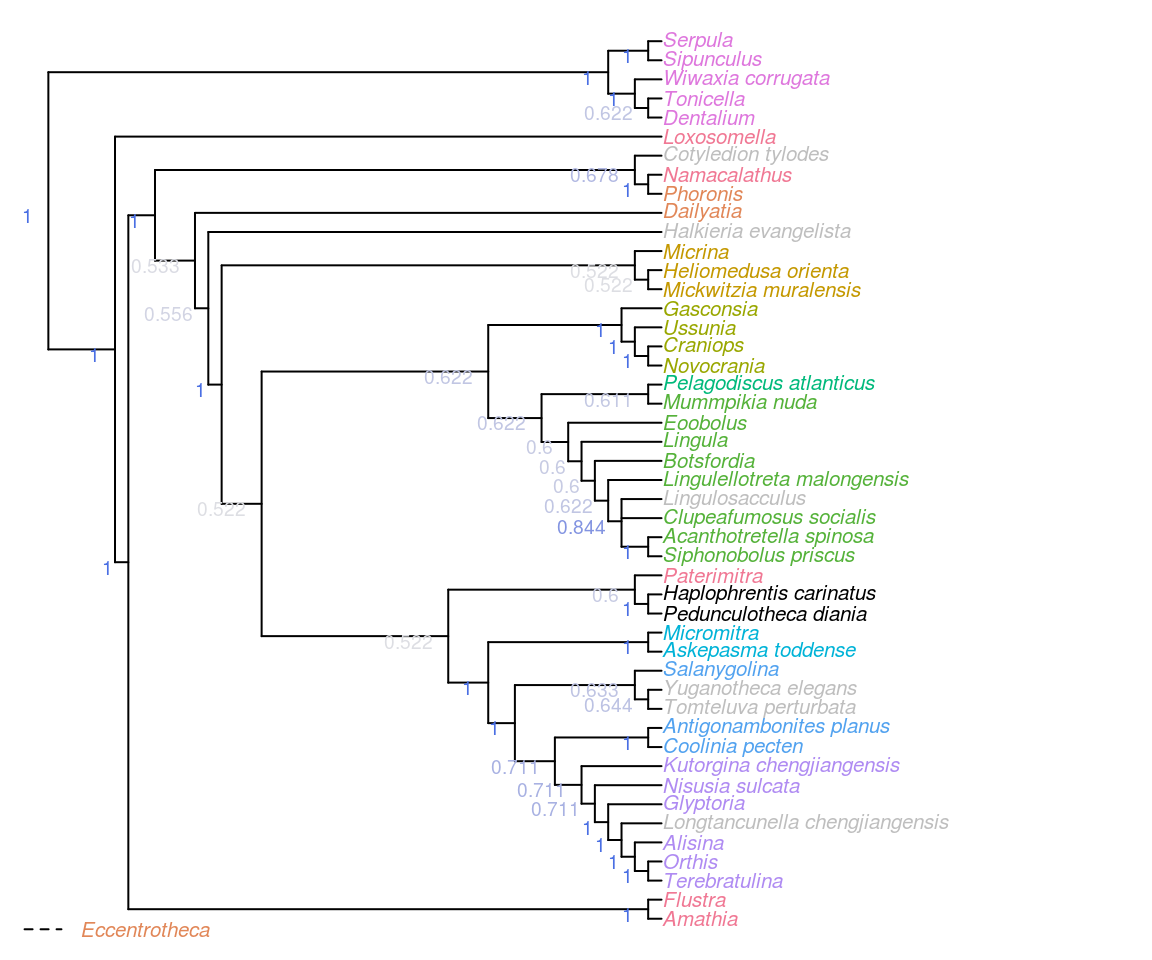 Serpula
1
Sipunculus
1
Wiwaxia corrugata
1
Tonicella
0.622
Dentalium
Loxosomella
Cotyledion tylodes
0.678
Namacalathus
1
Phoronis
Dailyatia
1
1
Halkieria evangelista
Micrina
0.533
0.522
Heliomedusa orienta
0.522
Mickwitzia muralensis
Gasconsia
0.556
Ussunia
1
Craniops
1
1
1
Novocrania
0.622
Pelagodiscus atlanticus
1
0.611
Mummpikia nuda
0.622
Eoobolus
Lingula
0.6
Botsfordia
0.6
Lingulellotreta malongensis
0.6
Lingulosacculus
0.622
0.522
Clupeafumosus socialis
0.844
Acanthotretella spinosa
1
Siphonobolus priscus
1
Paterimitra
0.6
Haplophrentis carinatus
1
Pedunculotheca diania
Micromitra
0.522
1
Askepasma toddense
Salanygolina
1
0.633
Yuganotheca elegans
0.644
Tomteluva perturbata
1
Antigonambonites planus
1
Coolinia pecten
0.711
Kutorgina chengjiangensis
0.711
Nisusia sulcata
0.711
Glyptoria
1
Longtancunella chengjiangensis
1
Alisina
1
Orthis
1
Terebratulina
Flustra
1
Amathia
Eccentrotheca